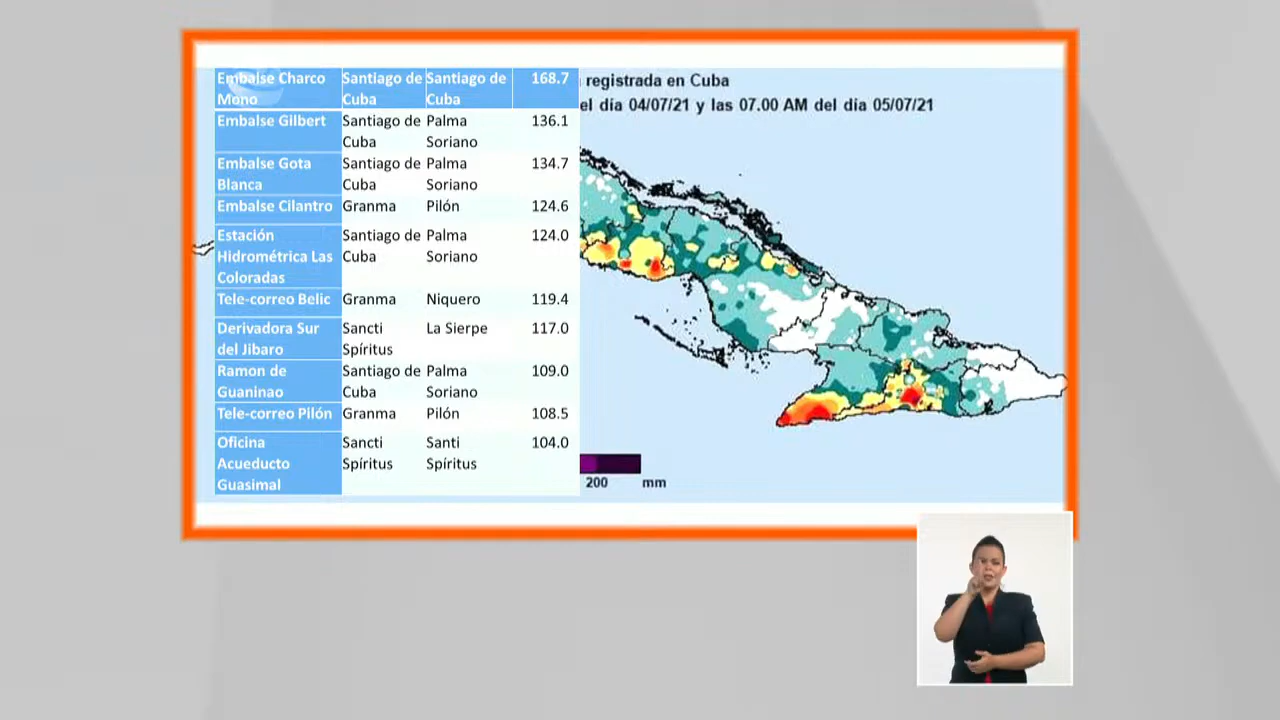 Embalse Charco Mono Santiago de Cuba Santiago de Cuba 168.7
Embalse Gilbert Santiago de Cuba Palma Soriano 136.1
Embalse Gota Blanca Santiago de Cuba Palma Soriano 134.7
Embalse Cilantro Granma Pilón 124.6
Estación Hidrométrica Las Coloradas Santiago de Cuba Palma Soriano 124.0
Tele-correo Belic Granma Niquero 119.4
Derivadora Sur del Jibaro Sancti Spíritus La Sierpe 117.0
Ramon de Guaninao Santiago de Cuba Palma Soriano 109.0
Tele-correo Pilón Granma Pilón 108.5
Oficina Acueducto Guasimal Sancti Spíritus Santi Spíritus 104.0
registrada en Cuba
el día 04/07/21 y las 07.00 AM del día 05/07/21
200 mm